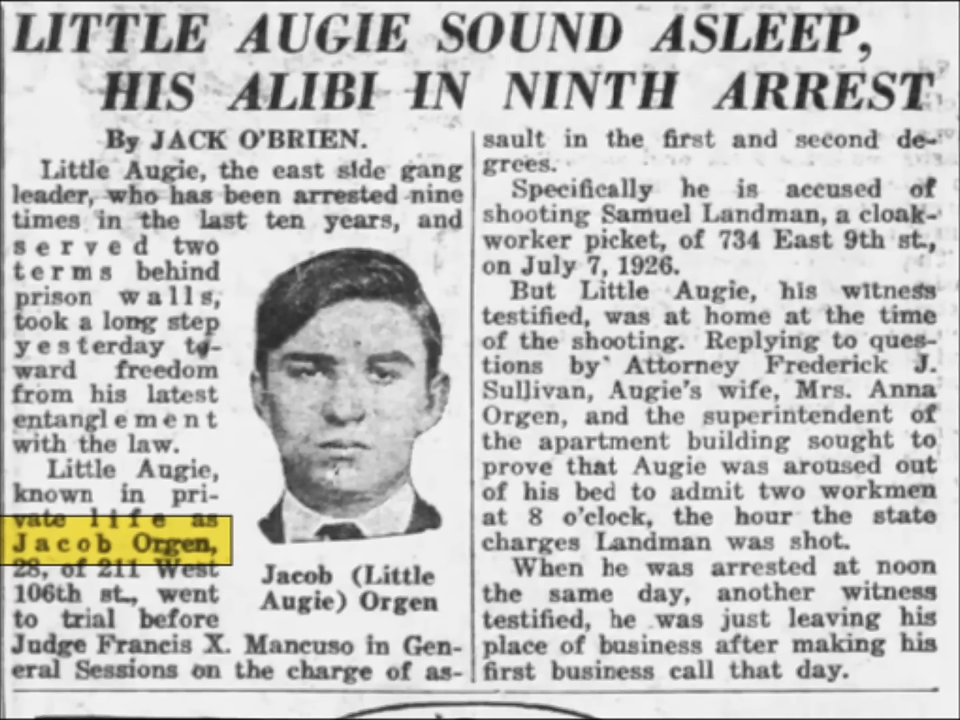 LITTLE AUGIE SOUND ASLEEP,
HIS ALIBI IN NINTH ARREST
By JACK O'BRIEN.
Little Augie, the east side gang
leader, who has been arrested nine
times in the last ten years, and
served two
terms behind
prison walls,
took a long step
yesterday to-
ward freedom
from his latest
entanglement
with the law.
Little Augie,
known in pri-
vate life as
Jacob Orgen,
28, of 211 West
106th st., went
to trial before
Judge Francis X. Mancuso in Gen-
eral Sessions on the charge of as-
Jacob (Little
Augie) Orgen
sault in the first and second de-
grees.
Specifically he is accused of
shooting Samuel Landman, a cloak-
worker picket, of 734 East 9th st.,
on July 7, 1926.
But Little Augie, his witness
testified, was at home at the time
of the shooting. Replying to ques-
tions by Attorney Frederick J.
Sullivan, Augie's wife, Mrs. Anna
Orgen, and the superintendent of
the apartment building sought to
prove that Augie was aroused out
of his bed to admit two workmen
at 8 o'clock, the hour the state
charges Landman was shot.
When he was arrested at noon
the same day, another witness
testified, he was just leaving his
place of business after making his
first business call that day.